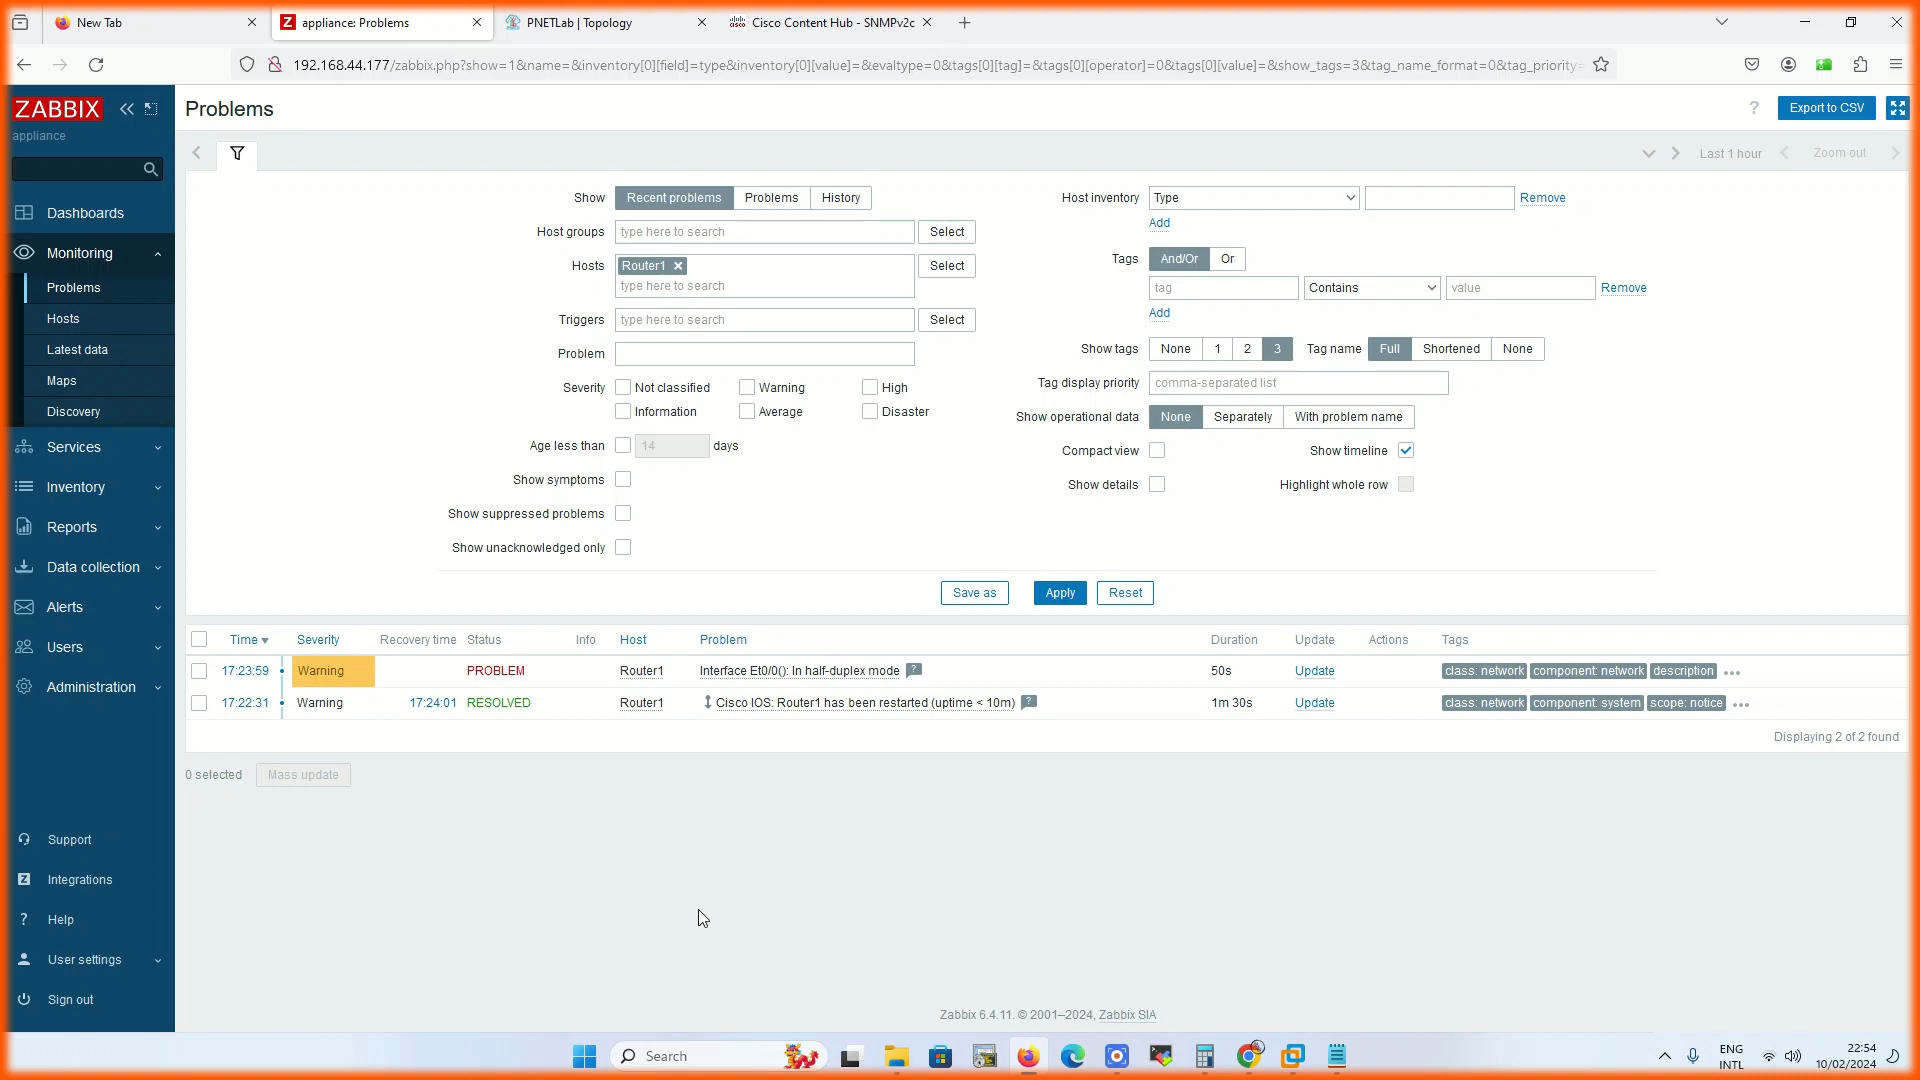 New Tab
appliance: Problems
PNETLab | Topology
Cisco Content Hub - SNMPv2c
192.168.44.177/zabbix.php?show=1&name=&inventory[0][field]=type&inventory[0][value]=&evaltype=0&tags[0][tag]=&tags[0][operator]=0&tags[0][value]=&show_tags=3&tag_name_format=0&tag_priority=
ZABBIX
appliance
Dashboards
Monitoring
Problems
Hosts
Latest data
Maps
Discovery
Services
Inventory
Reports
Data collection
Alerts
Users
Administration
Support
Integrations
Help
User settings
Sign out
Problems
? Export to CSV
Last 1 hour Zoom out
Show Recent problems Problems History
Host groups type here to search Select
Hosts Router1 Select
type here to search
Triggers type here to search Select
Problem
Severity Not classified Warning High
Information Average Disaster
Age less than 14 days
Show symptoms
Show suppressed problems
Show unacknowledged only
Host inventory Type Remove
Add
Tags And/Or Or
tag Contains value Remove
Add
Show tags None 1 2 3 Tag name Full Shortened None
Tag display priority comma-separated list
Show operational data None Separately With problem name
Compact view Show timeline
Show details Highlight whole row
Save as Apply Reset
Time Severity Recovery time Status Info Host Problem Duration Update Actions Tags
17:23:59 Warning PROBLEM Router1 Interface Et0/0(): In half-duplex mode ? 50s Update class: network component: network description •••
17:22:31 Warning 17:24:01 RESOLVED Router1 Cisco IOS: Router1 has been restarted (uptime < 10m) ? 1m 30s Update class: network component: system scope: notice •••
Displaying 2 of 2 found
0 selected Mass update
Zabbix 6.4.11. © 2001–2024, Zabbix SIA
Search
ENG
INTL
22:54
10/02/2024